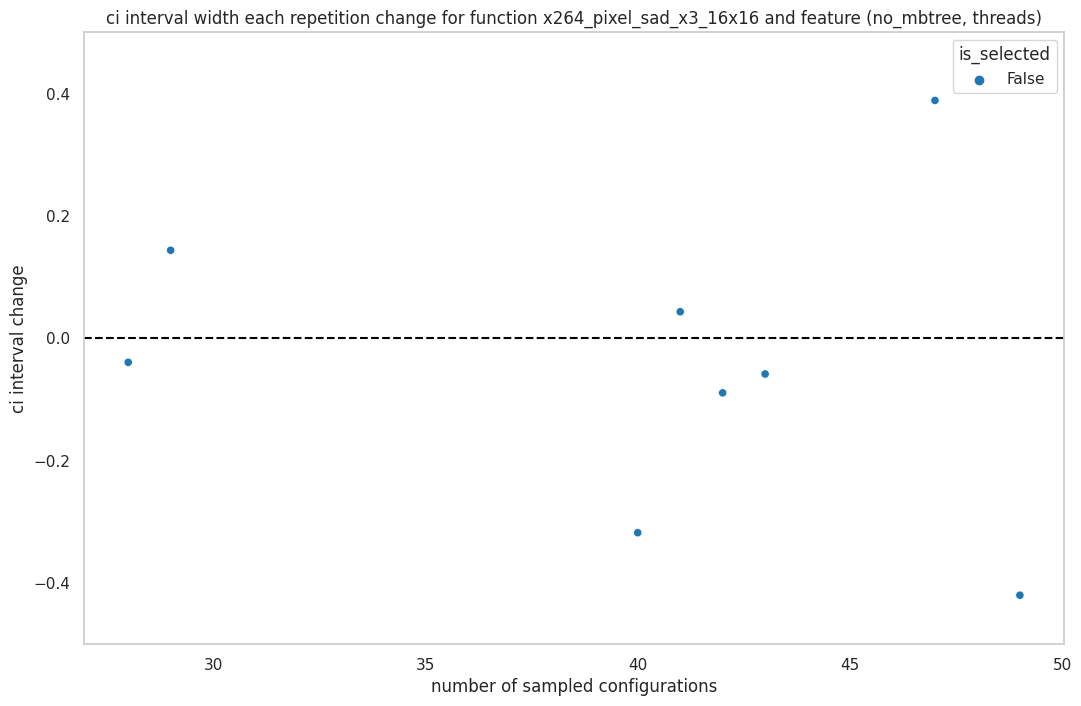 ci interval width each repetition change for function x264_pixel_sad_x3_16x16 and feature (no_mbtree, threads)
is_selected
False
0.4
0.2
0.0
−0.2
−0.4
ci interval change
30
35
40
45
50
number of sampled configurations